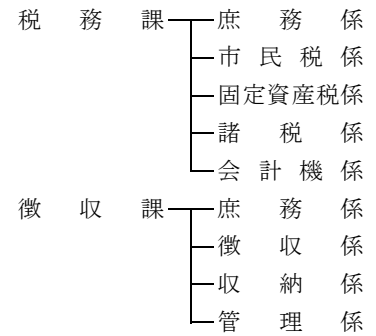 税務課 庶務係
市民税係
固定資産税係
諸税係
会計機係
徴収課 庶務係
徴収係
収納係
管理係